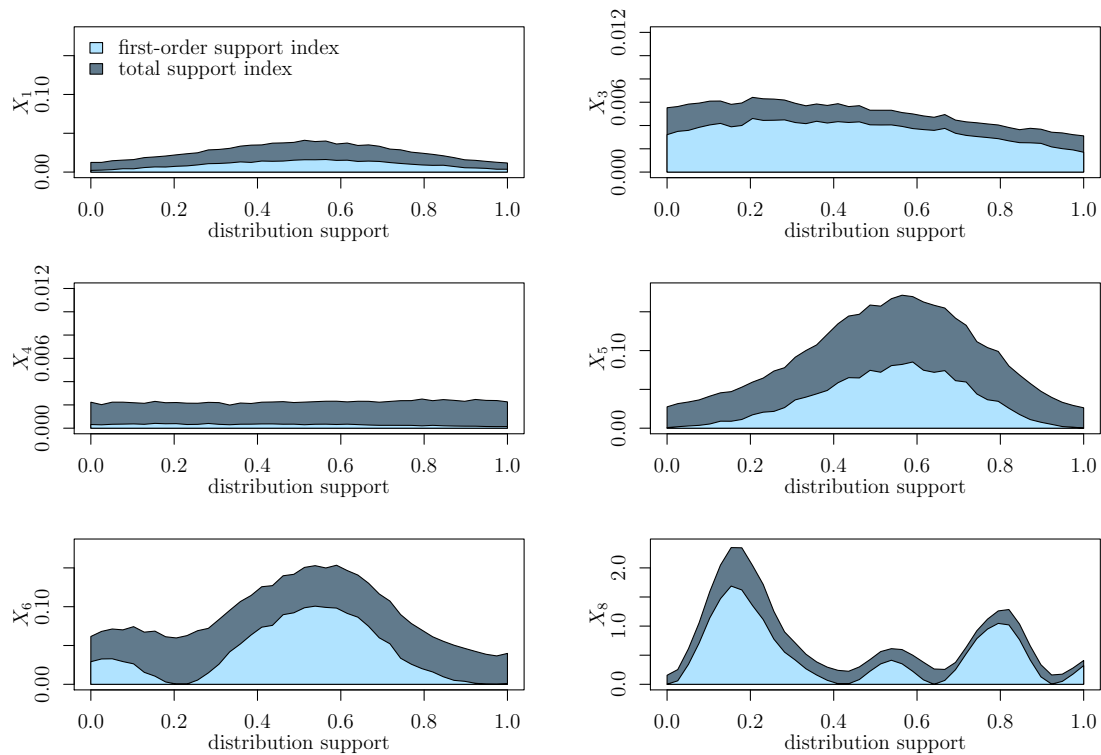 first-order support index
total support index
X1
0.00 0.10
0.0 0.2 0.4 0.6 0.8 1.0
distribution support
X3
0.000 0.006 0.012
0.0 0.2 0.4 0.6 0.8 1.0
distribution support
X4
0.000 0.006 0.012
0.0 0.2 0.4 0.6 0.8 1.0
distribution support
X5
0.00 0.10
0.0 0.2 0.4 0.6 0.8 1.0
distribution support
X6
0.00 0.10
0.0 0.2 0.4 0.6 0.8 1.0
distribution support
X8
0.0 1.0 2.0
0.0 0.2 0.4 0.6 0.8 1.0
distribution support